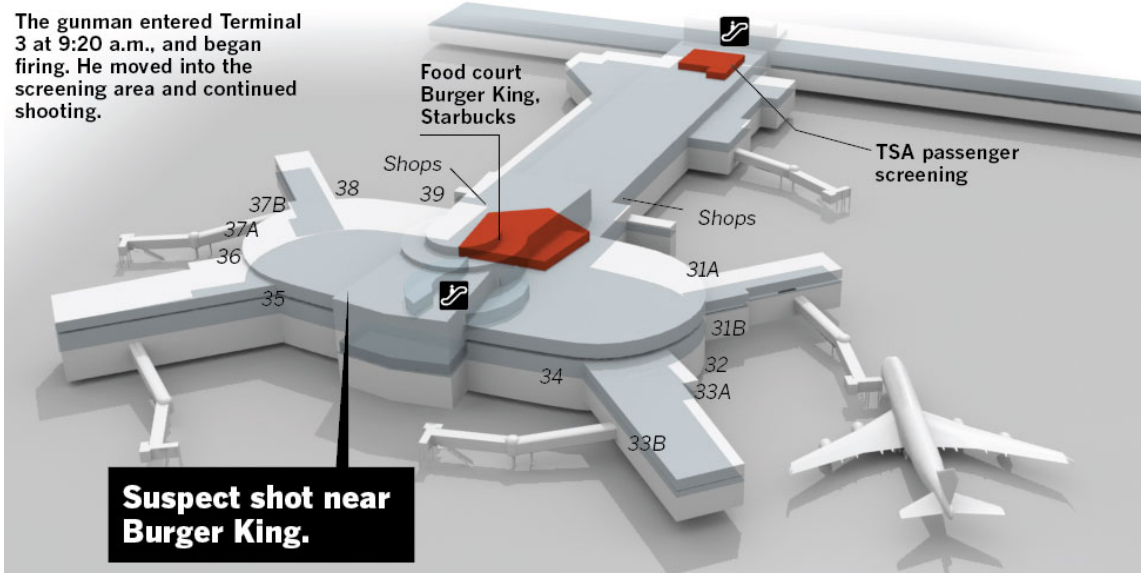 The gunman entered Terminal
3 at 9:20 a.m., and began
firing. He moved into the
screening area and continued
shooting.
Food court
Burger King,
Starbucks
TSA passenger
screening
Shops
Shops
39
38
37B
37A
36
35
31A
31B
32
33A
34
33B
Suspect shot near
Burger King.